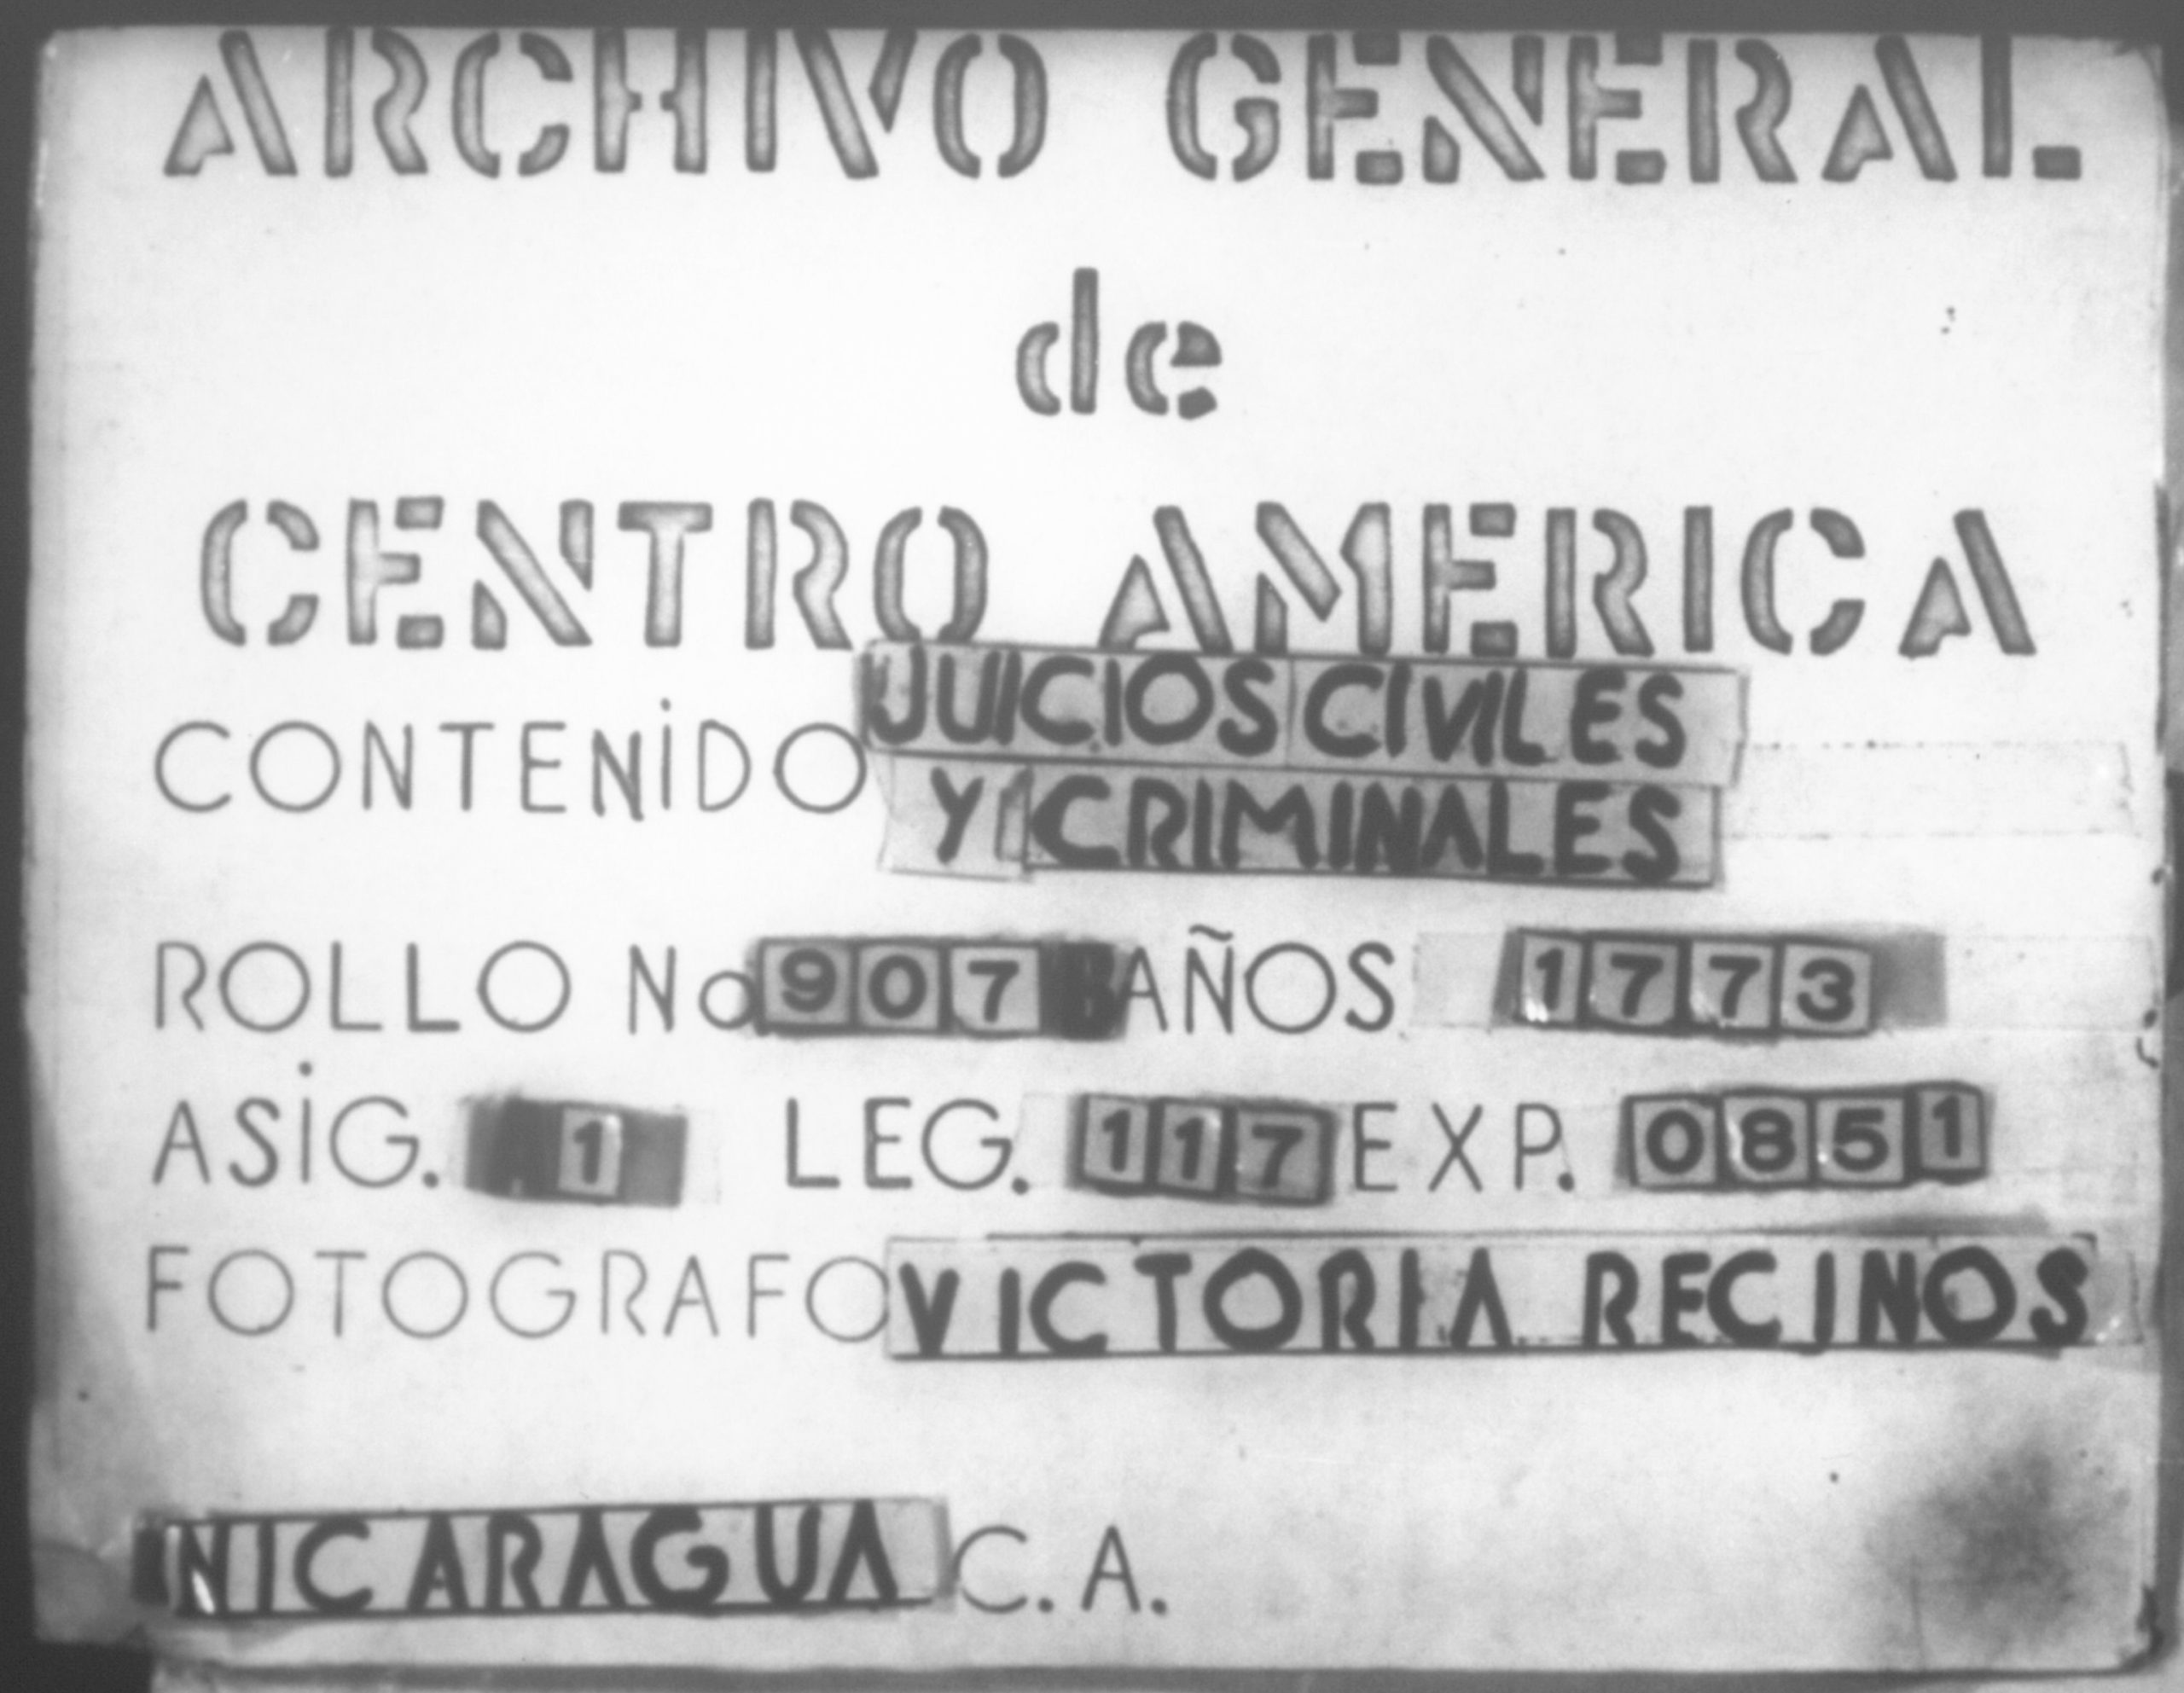 ARCHIVO GENERAL
de
CENTRO AMERICA
CONTENIDO JUICIOS CIVILES
Y CRIMINALES
ROLLO No 907 AÑOS 1773
ASIG. 1 LEG. 117 EXP. 0851
FOTOGRAFO VICTORIA RECINOS
NICARAGUA C.A.